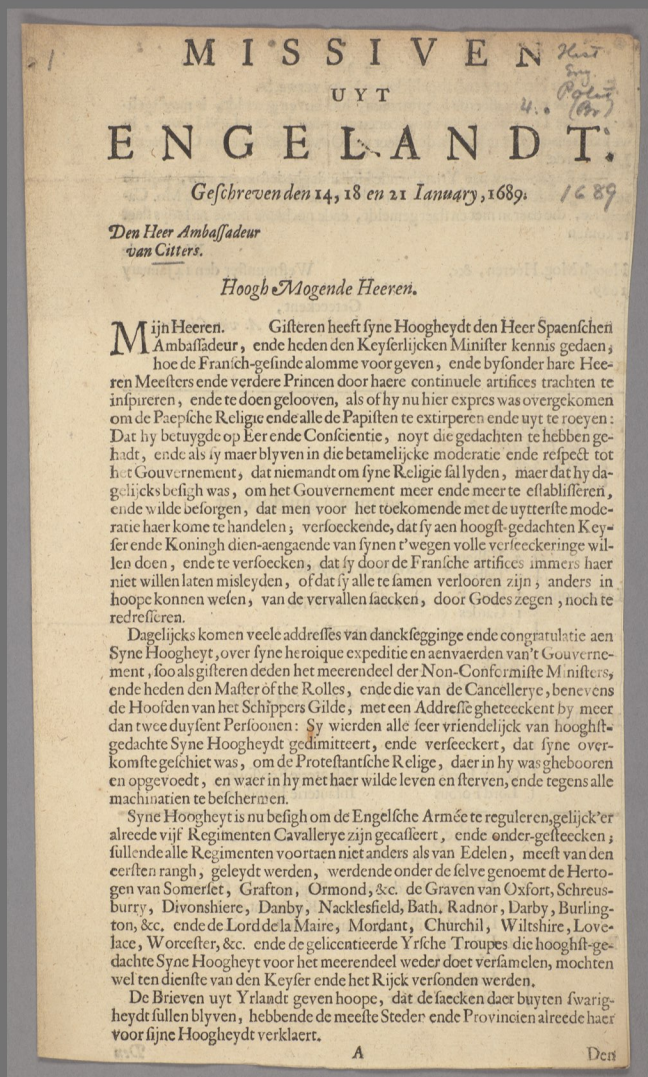 1
MISSIVEN
Hist
Eng.
UYT
Polit
4.. (Br)
ENGELANDT.
Geſchreven den 14, 18 en 21 Ianuary, 1689.
1689
Den Heer Ambaſſadeur
van Citters.
Hoogh Mogende Heeren.
Mijn Heeren. Giſteren heeft ſyne Hoogheydt den Heer Spaenſchen
Ambaſſadeur, ende heden den Keyſerlijcken Miniſter kennis gedaen,
hoe de Franſch-geſinde alomme voor geven, ende byſonder hare Hee-
ren Meeſters ende verdere Princen door haere continuele artifices trachten te
inſpireren, ende te doen gelooven, als of hy nu hier expres was overgekomen
om de Paepſche Religie ende alle de Papiſten te extirperen ende uyt te roeyen:
Dat hy betuygde op Eer ende Conſcientie, noyt die gedachten te hebben ge-
hadt, ende als ſy maer blyven in die betamelijcke moderatie ende reſpect tot
het Gouvernement, dat niemandt om ſyne Religie ſal lyden, maer dat hy da-
gelijcks beſigh was, om het Gouvernement meer ende meer te eſtabliſſeren,
ende wilde beſorgen, dat men voor het toekomende met de uytterſte mode-
ratie haer kome te handelen; verſoeckende, dat ſy aen hoogſt-gedachten Key-
ſer ende Koningh dien-aengaende van ſynen t'wegen volle verſeeckeringe wil-
len doen, ende te verſoecken, dat ſy door de Franſche artifices immers haer
niet willen laten misleyden, of dat ſy alle te ſamen verlooren zijn, anders in
hoope konnen weſen, van de vervallen ſaecken, door Godes zegen, noch te
redreſſeren.
Dagelijcks komen veele addreſſes van danckſegginge ende congratulatie aen
Syne Hoogheyt, over ſyne heroique expeditie en aenvaerden van't Gouverne-
ment, ſoo als giſteren deden het meerendeel der Non-Conformiſte Miniſters,
ende heden den Maſter of the Rolles, ende die van de Cancellerye, benevens
de Hoofden van het Schippers Gilde, met een Addreſſe gheteeckent by meer
dan twee duyſent Perſoonen: Sy wierden alle ſeer vriendelijck van hooghſt-
gedachte Syne Hoogheydt gedimitteert, ende verſeeckert, dat ſyne over-
komſte geſchiet was, om de Proteſtantſche Religie, daer in hy was ghebooren
en opgevoedt, en waer in hy met haer wilde leven en ſterven, ende tegens alle
machinatien te beſchermen.
Syne Hoogheyt is nu beſigh om de Engelſche Armée te reguleren, gelijck'er
alreede vijf Regimenten Cavallerye zijn gecaſſeert, ende onder-geſteecken;
ſullende alle Regimenten voortaen niet anders als van Edelen, meeſt van den
eerſten rangh, geleydt werden, werdende onder de ſelve genoemt de Herto-
gen van Somerſet, Grafton, Ormond, &c. de Graven van Oxfort, Schreus-
burry, Divonshiere, Danby, Nacklesfield, Bath. Radnor, Darby, Burling-
ton, &c. ende de Lord de la Maire, Mordant, Churchil, Wiltshire, Love-
lace, Worceſter, &c. ende de gelicentieerde Yrſche Troupes die hooghſt-ge-
dachte Syne Hoogheyt voor het meerendeel weder doet verſamelen, mochten
wel ten dienſte van den Keyſer ende het Rijck verſonden werden.
De Brieven uyt Yrlandt geven hoope, dat de ſaecken daer buyten ſwarig-
heydt ſullen blyven, hebbende de meeſte Steden ende Provincien alreede haer
voor ſijne Hoogheydt verklaert.
A
Den